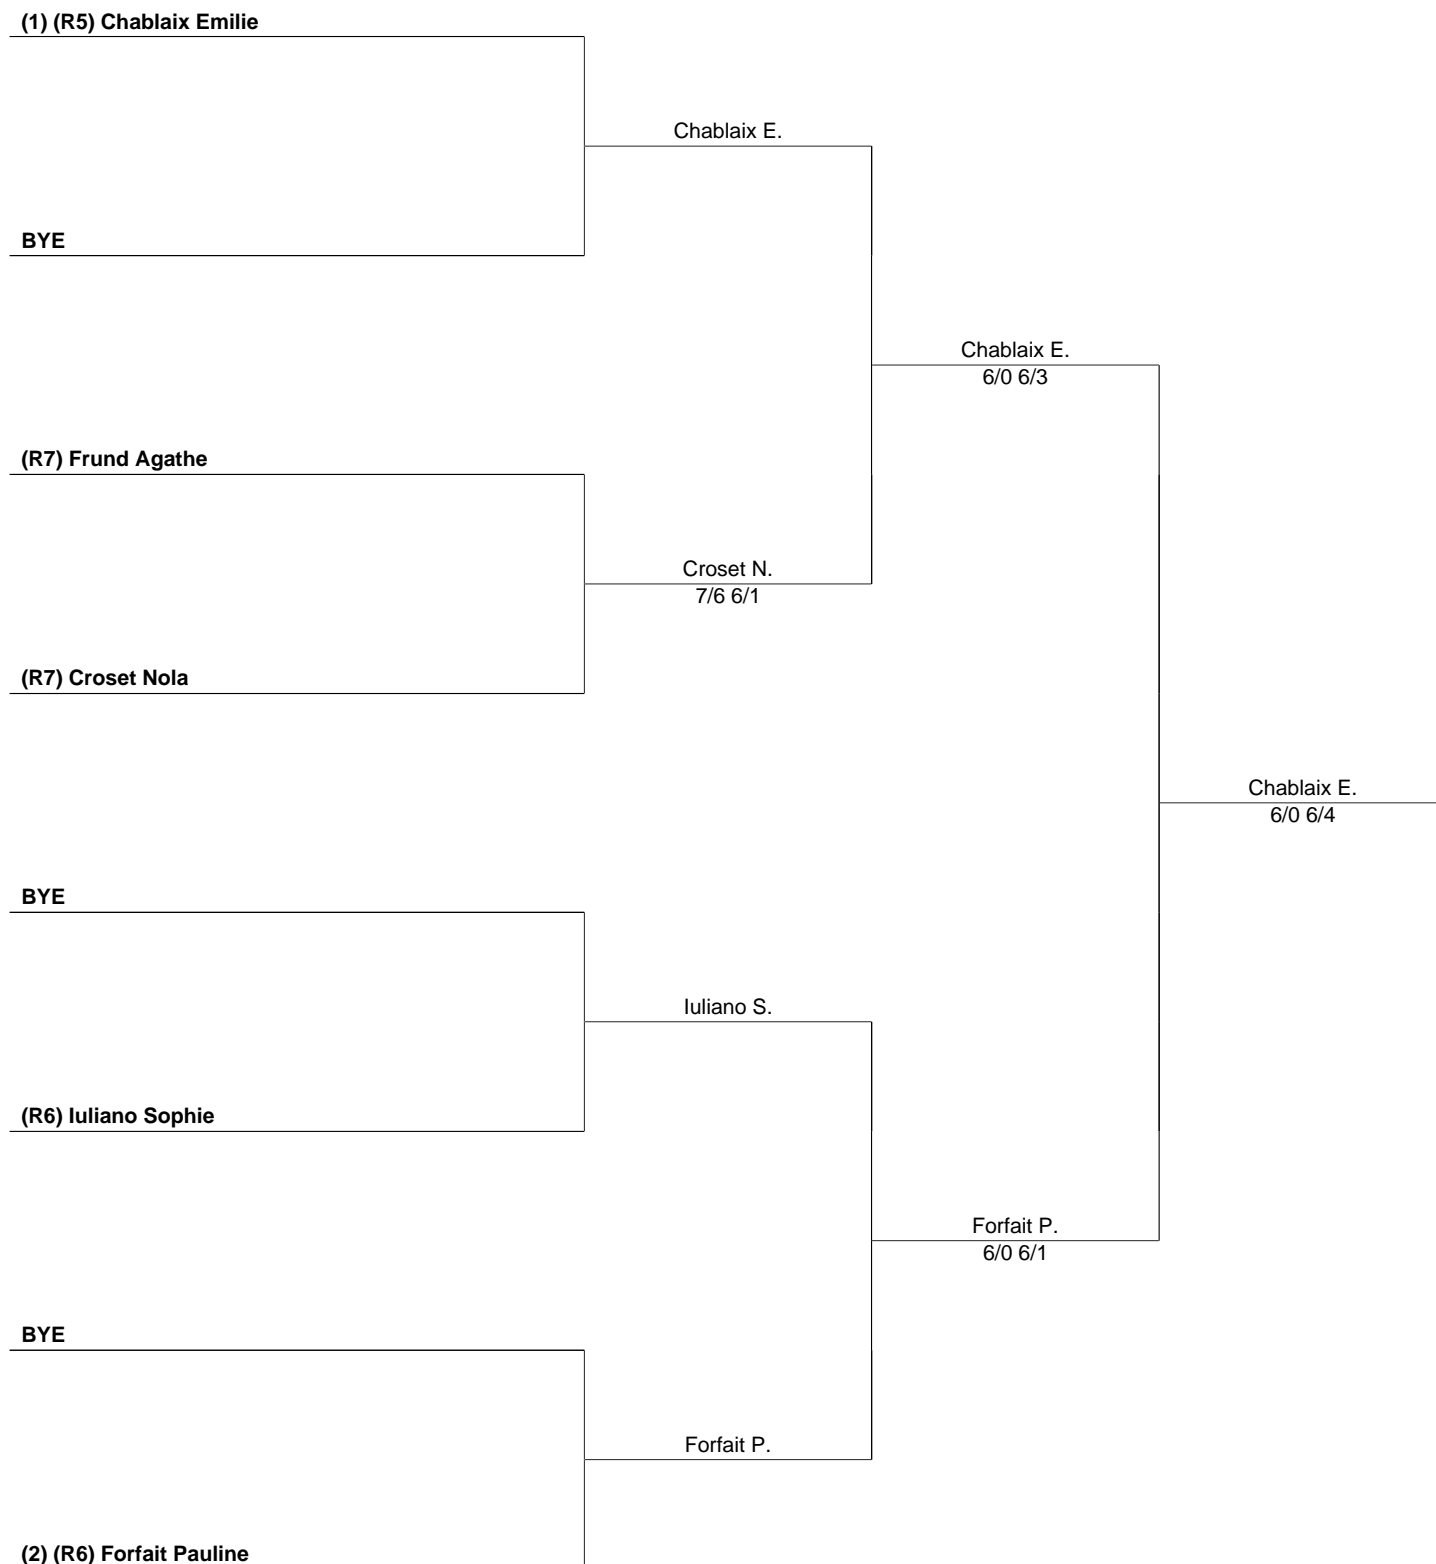 (1) (R5) Chablaix Emilie
Chablaix E.
BYE
Chablaix E.
6/0 6/3
(R7) Frund Agathe
Croset N.
7/6 6/1
(R7) Croset Nola
Chablaix E.
6/0 6/4
BYE
Iuliano S.
(R6) Iuliano Sophie
Forfait P.
6/0 6/1
BYE
Forfait P.
(2) (R6) Forfait Pauline